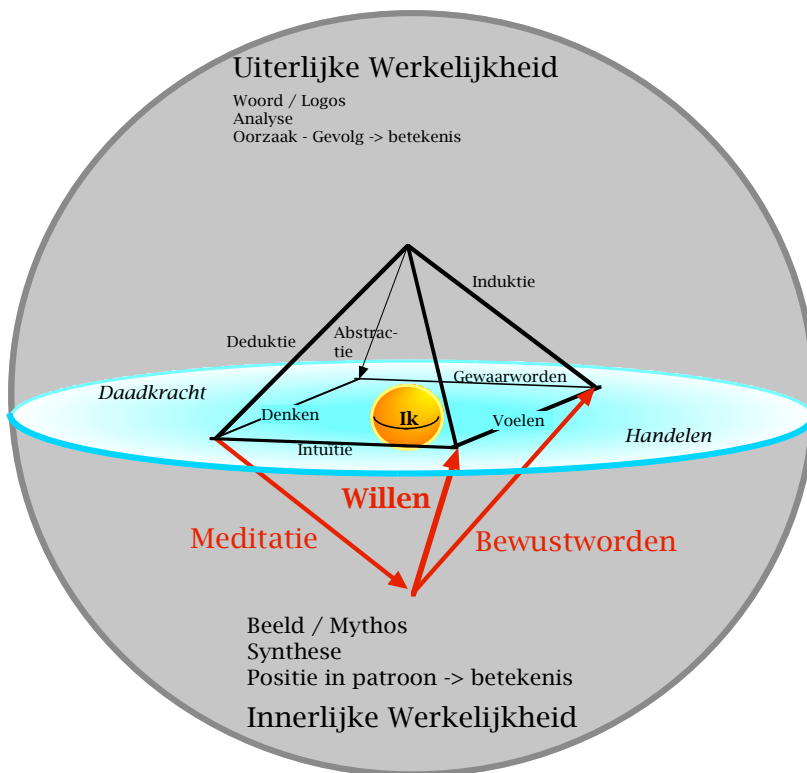 Uiterlijke Werkelijkheid
Woord / Logos
Analyse
Oorzaak - Gevolg -> betekenis
Induktie
Deduktie
Abstrac-
tie
Gewaarworden
Daadkracht
Denken
Ik
Voelen
Handelen
Intuïtie
Willen
Meditatie
Bewustworden
Beeld / Mythos
Synthese
Positie in patroon -> betekenis
Innerlijke Werkelijkheid